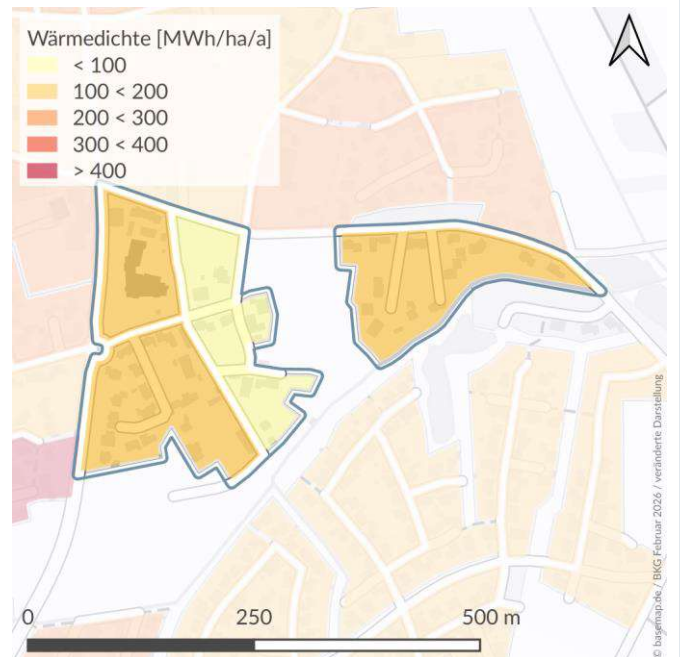 Wärmedichte [MWh/ha/a]
< 100
100 < 200
200 < 300
300 < 400
> 400
0 250 500 m
© basemap.de / BKG Februar 2026 / veränderte Darstellung